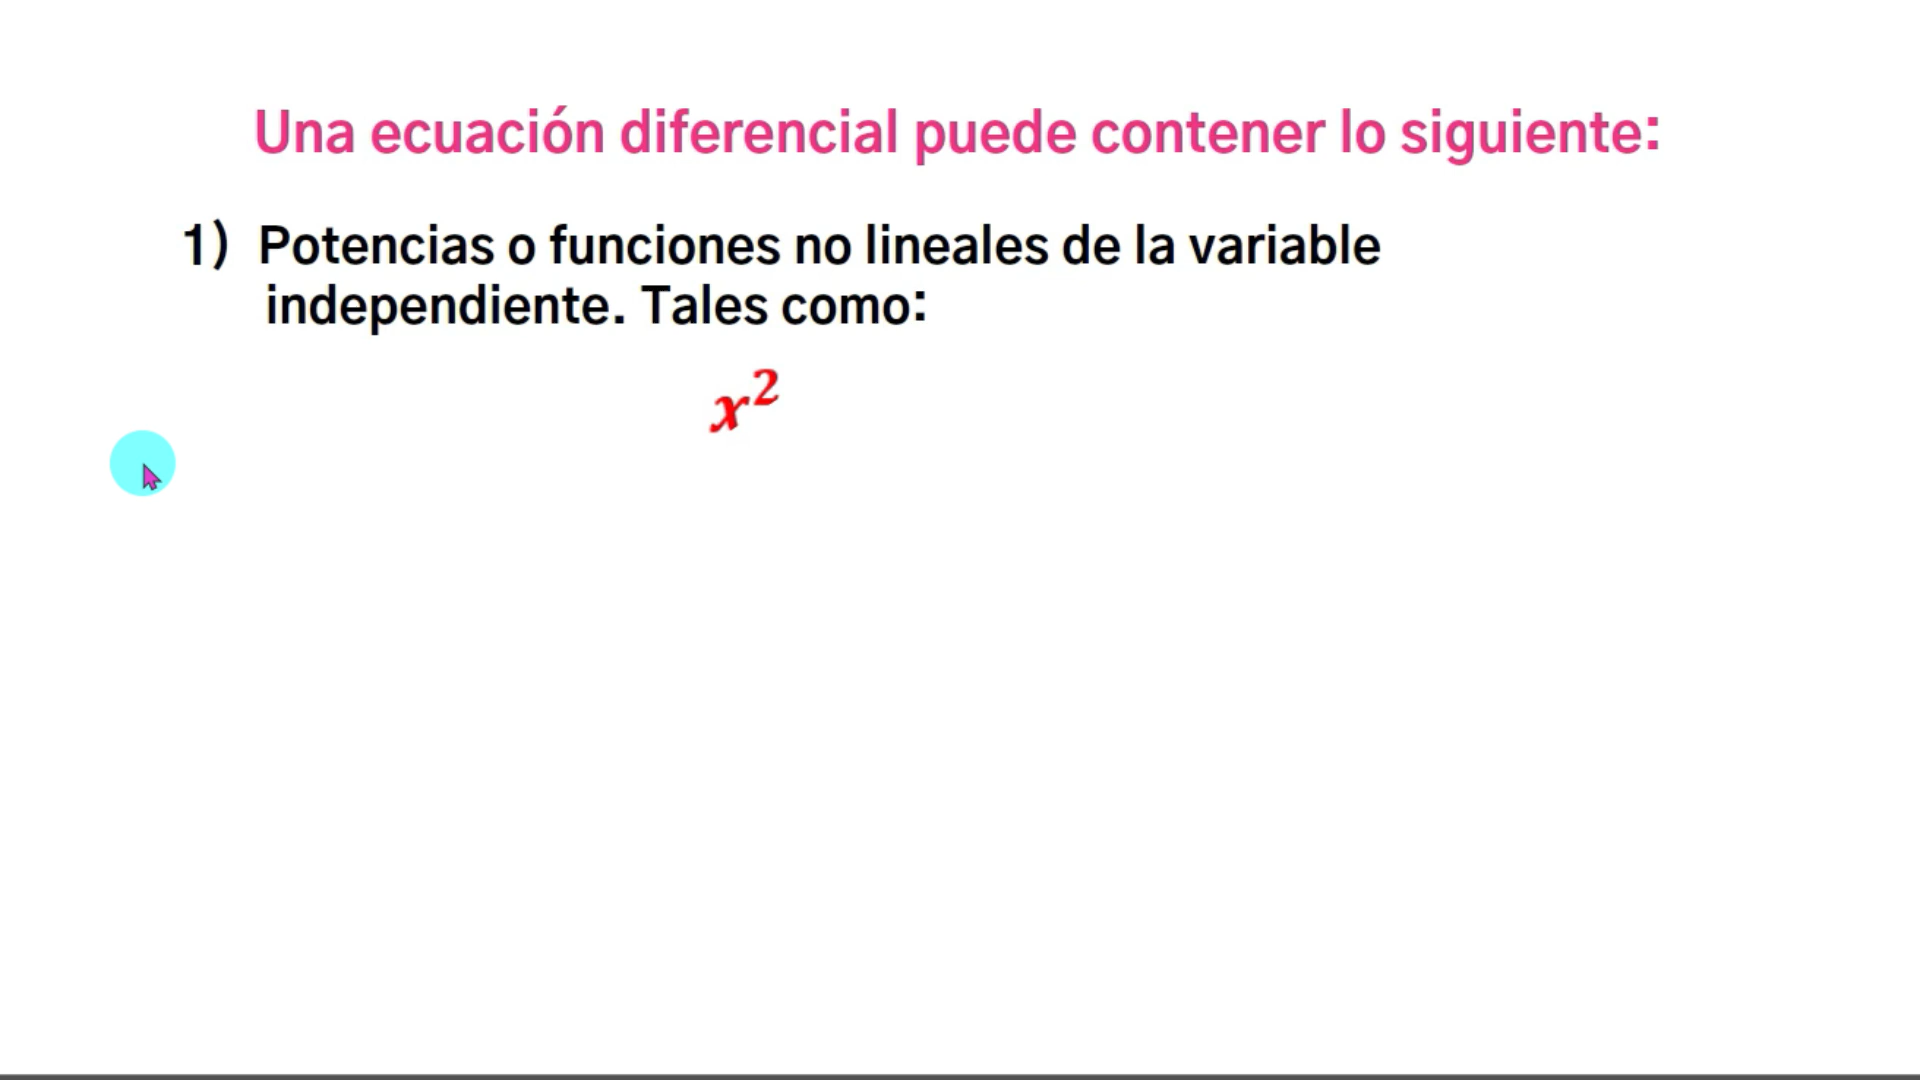 Una ecuación diferencial puede contener lo siguiente:
1) Potencias o funciones no lineales de la variable
independiente. Tales como:
x²